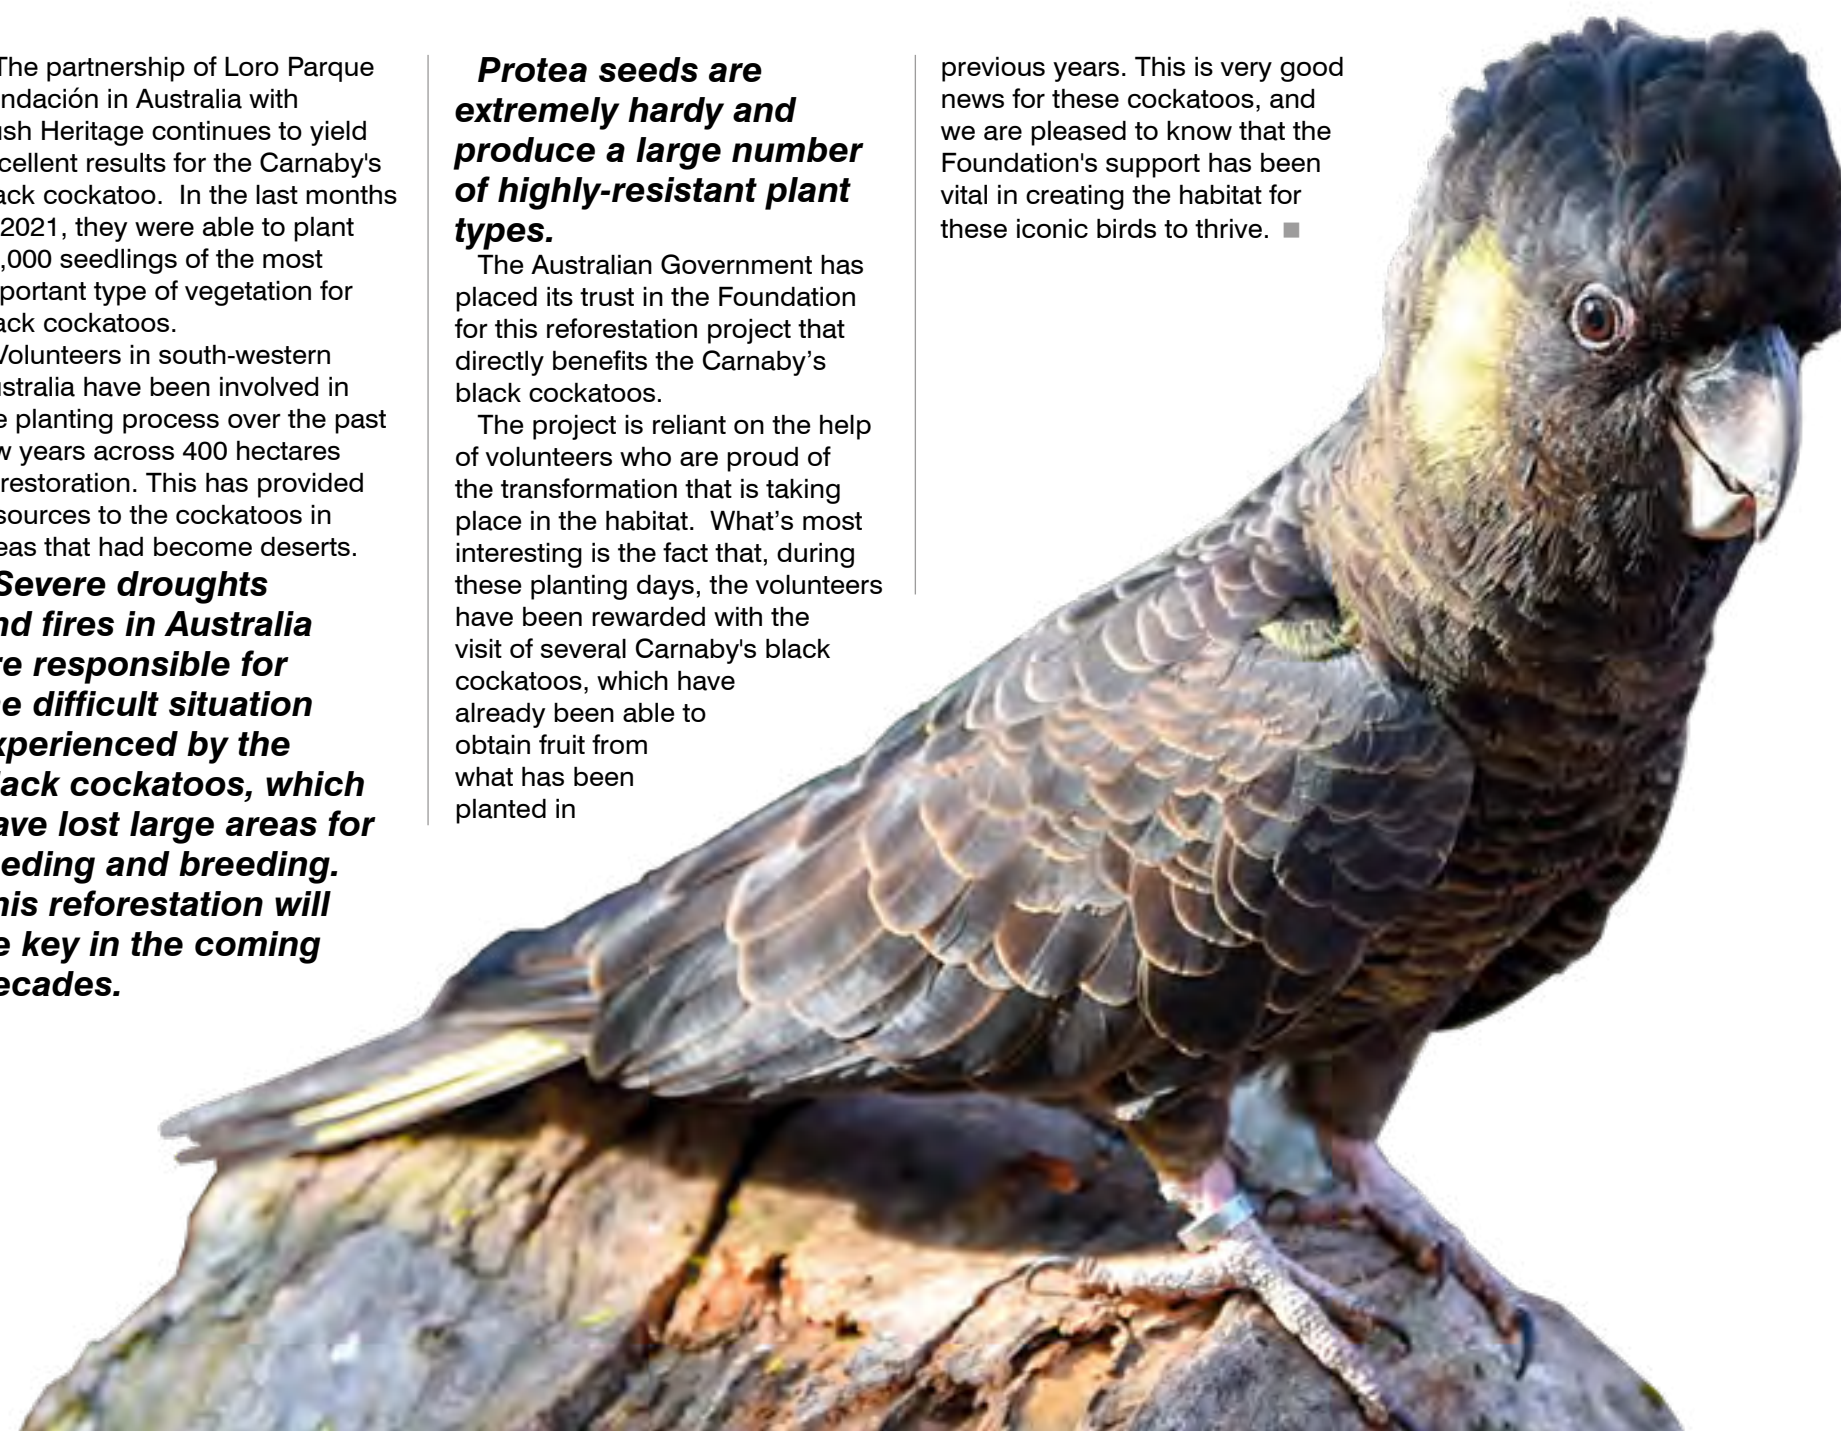 The partnership of Loro Parque
ndación in Australia with
sh Heritage continues to yield
cellent results for the Carnaby's
ack cockatoo. In the last months
2021, they were able to plant
,000 seedlings of the most
portant type of vegetation for
ack cockatoos.
Volunteers in south-western
stralia have been involved in
e planting process over the past
w years across 400 hectares
restoration. This has provided
sources to the cockatoos in
eas that had become deserts.
Severe droughts
nd fires in Australia
re responsible for
e difficult situation
xperienced by the
lack cockatoos, which
ave lost large areas for
eding and breeding.
his reforestation will
e key in the coming
ecades.
Protea seeds are
extremely hardy and
produce a large number
of highly-resistant plant
types.
The Australian Government has
placed its trust in the Foundation
for this reforestation project that
directly benefits the Carnaby’s
black cockatoos.
The project is reliant on the help
of volunteers who are proud of
the transformation that is taking
place in the habitat. What’s most
interesting is the fact that, during
these planting days, the volunteers
have been rewarded with the
visit of several Carnaby's black
cockatoos, which have
already been able to
obtain fruit from
what has been
planted in
previous years. This is very good
news for these cockatoos, and
we are pleased to know that the
Foundation's support has been
vital in creating the habitat for
these iconic birds to thrive. ■